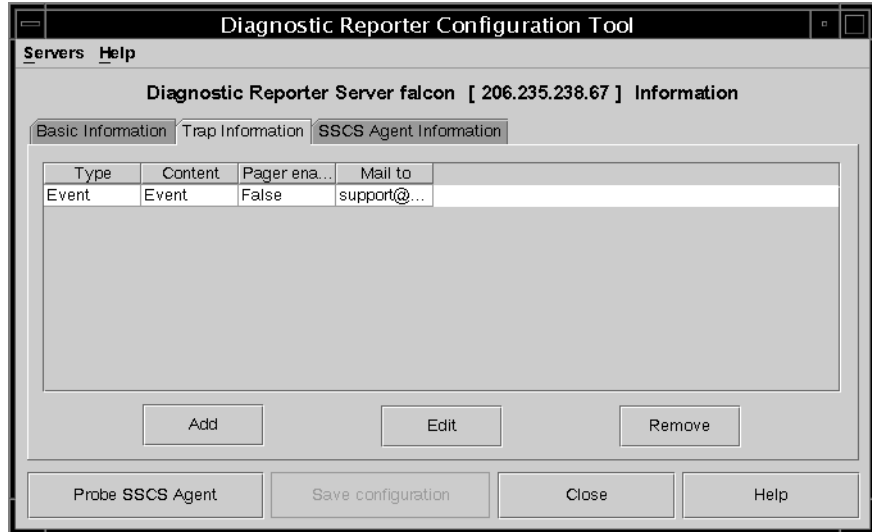 Diagnostic Reporter Configuration Tool
Servers Help
Diagnostic Reporter Server falcon [ 206.235.238.67 ] Information
Basic Information Trap Information SSCS Agent Information
Type Content Pager ena... Mail to
Event Event False support@...
Add Edit Remove
Probe SSCS Agent Save configuration Close Help